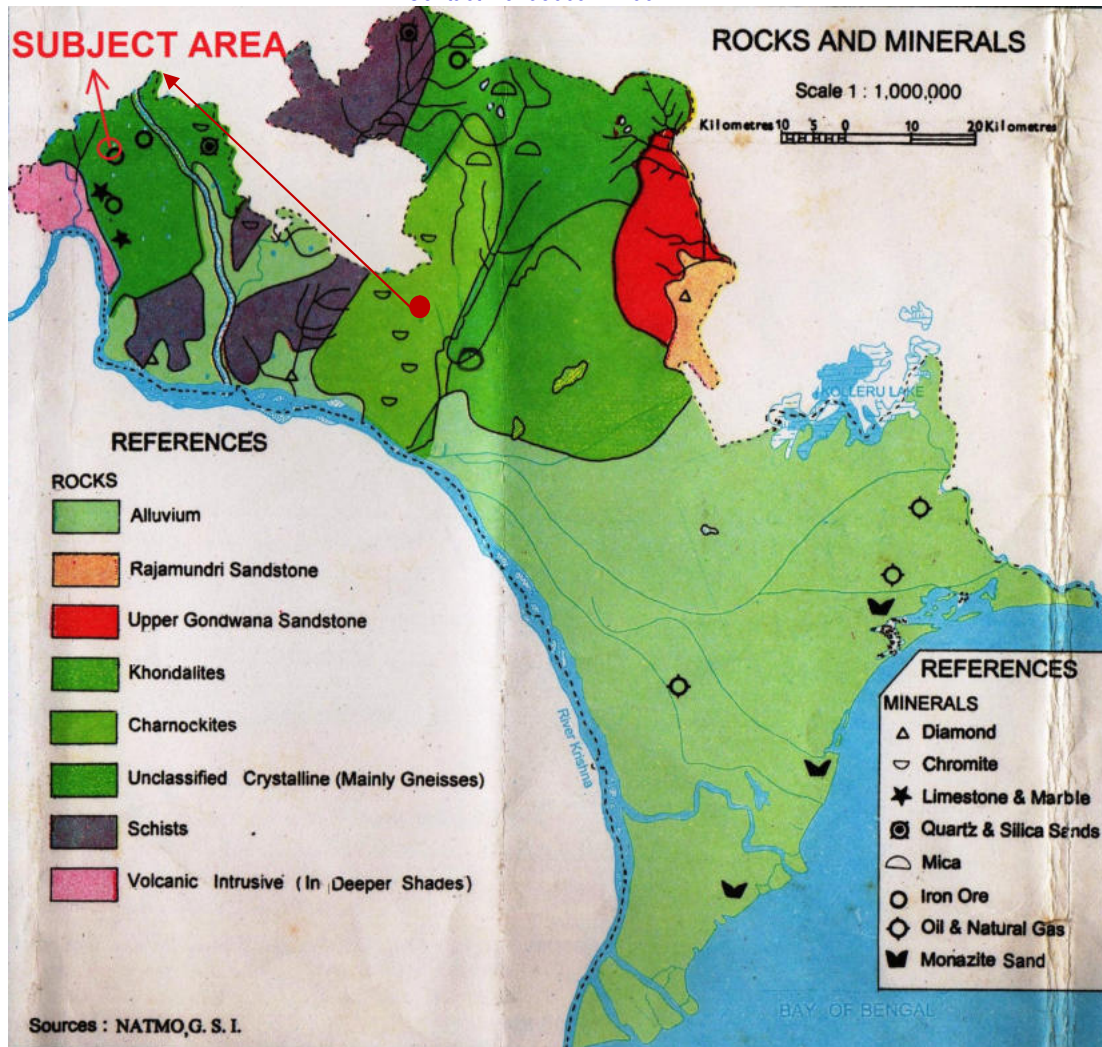 SUBJECT AREA
ROCKS AND MINERALS
Scale 1 : 1,000,000
Kilometres 10 5 0 10 20 Kilometres
KOLLERU LAKE
REFERENCES
ROCKS
Alluvium
Rajamundri Sandstone
Upper Gondwana Sandstone
Khondalites
Charnockites
Unclassified Crystalline (Mainly Gneisses)
Schists
Volcanic Intrusive (In Deeper Shades)
River Krishna
REFERENCES
MINERALS
Diamond
Chromite
Limestone & Marble
Quartz & Silica Sands
Mica
Iron Ore
Oil & Natural Gas
Monazite Sand
BAY OF BENGAL
Sources : NATMO,G. S. I.